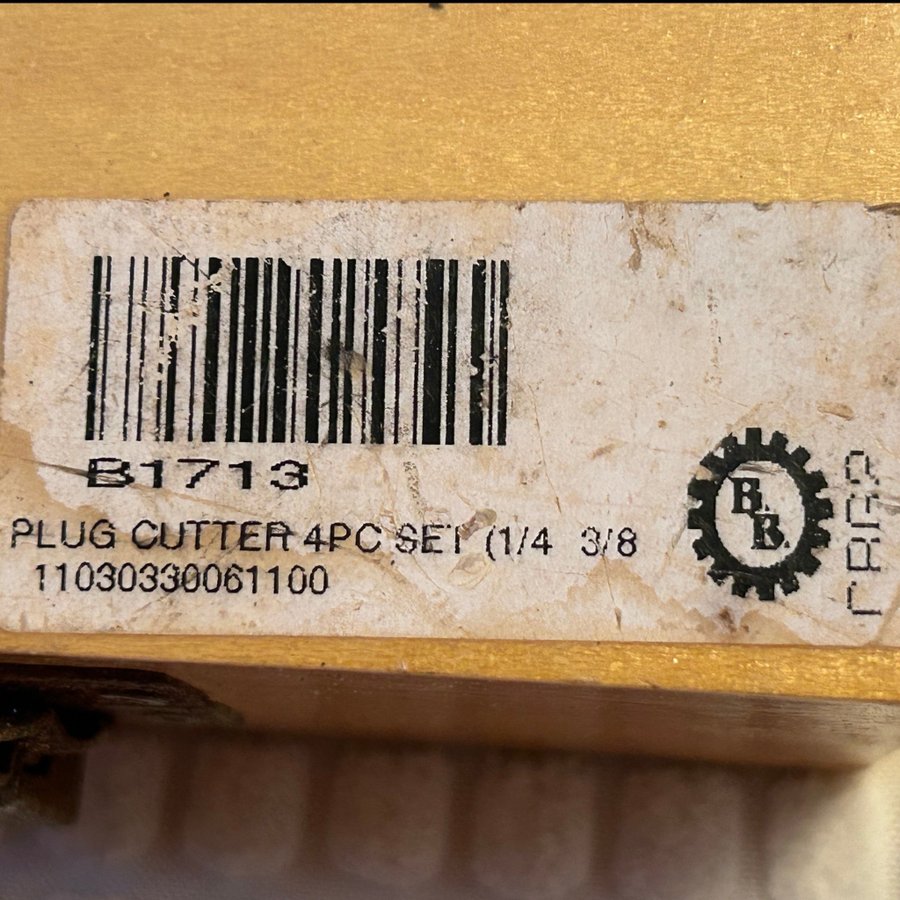 B1713
PLUG CUTTER 4PC SET (1/4 3/8
11030330061100
B.
B.